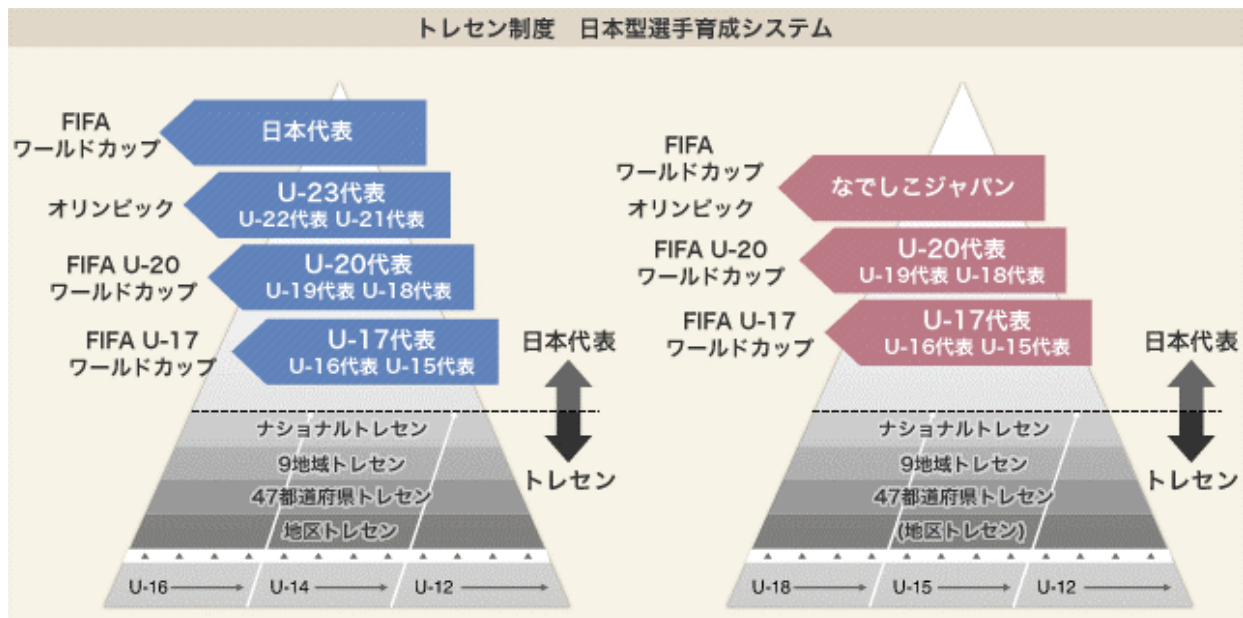 トレセン制度　日本型選手育成システム
FIFA
ワールドカップ
日本代表
オリンピック
U-23代表
U-22代表 U-21代表
FIFA U-20
ワールドカップ
U-20代表
U-19代表 U-18代表
FIFA U-17
ワールドカップ
U-17代表
U-16代表 U-15代表
日本代表
トレセン
ナショナルトレセン
9地域トレセン
47都道府県トレセン
地区トレセン
U-16
U-14
U-12
FIFA
ワールドカップ
オリンピック
なでしこジャパン
FIFA U-20
ワールドカップ
U-20代表
U-19代表 U-18代表
FIFA U-17
ワールドカップ
U-17代表
U-16代表 U-15代表
日本代表
トレセン
ナショナルトレセン
9地域トレセン
47都道府県トレセン
(地区トレセン)
U-18
U-15
U-12